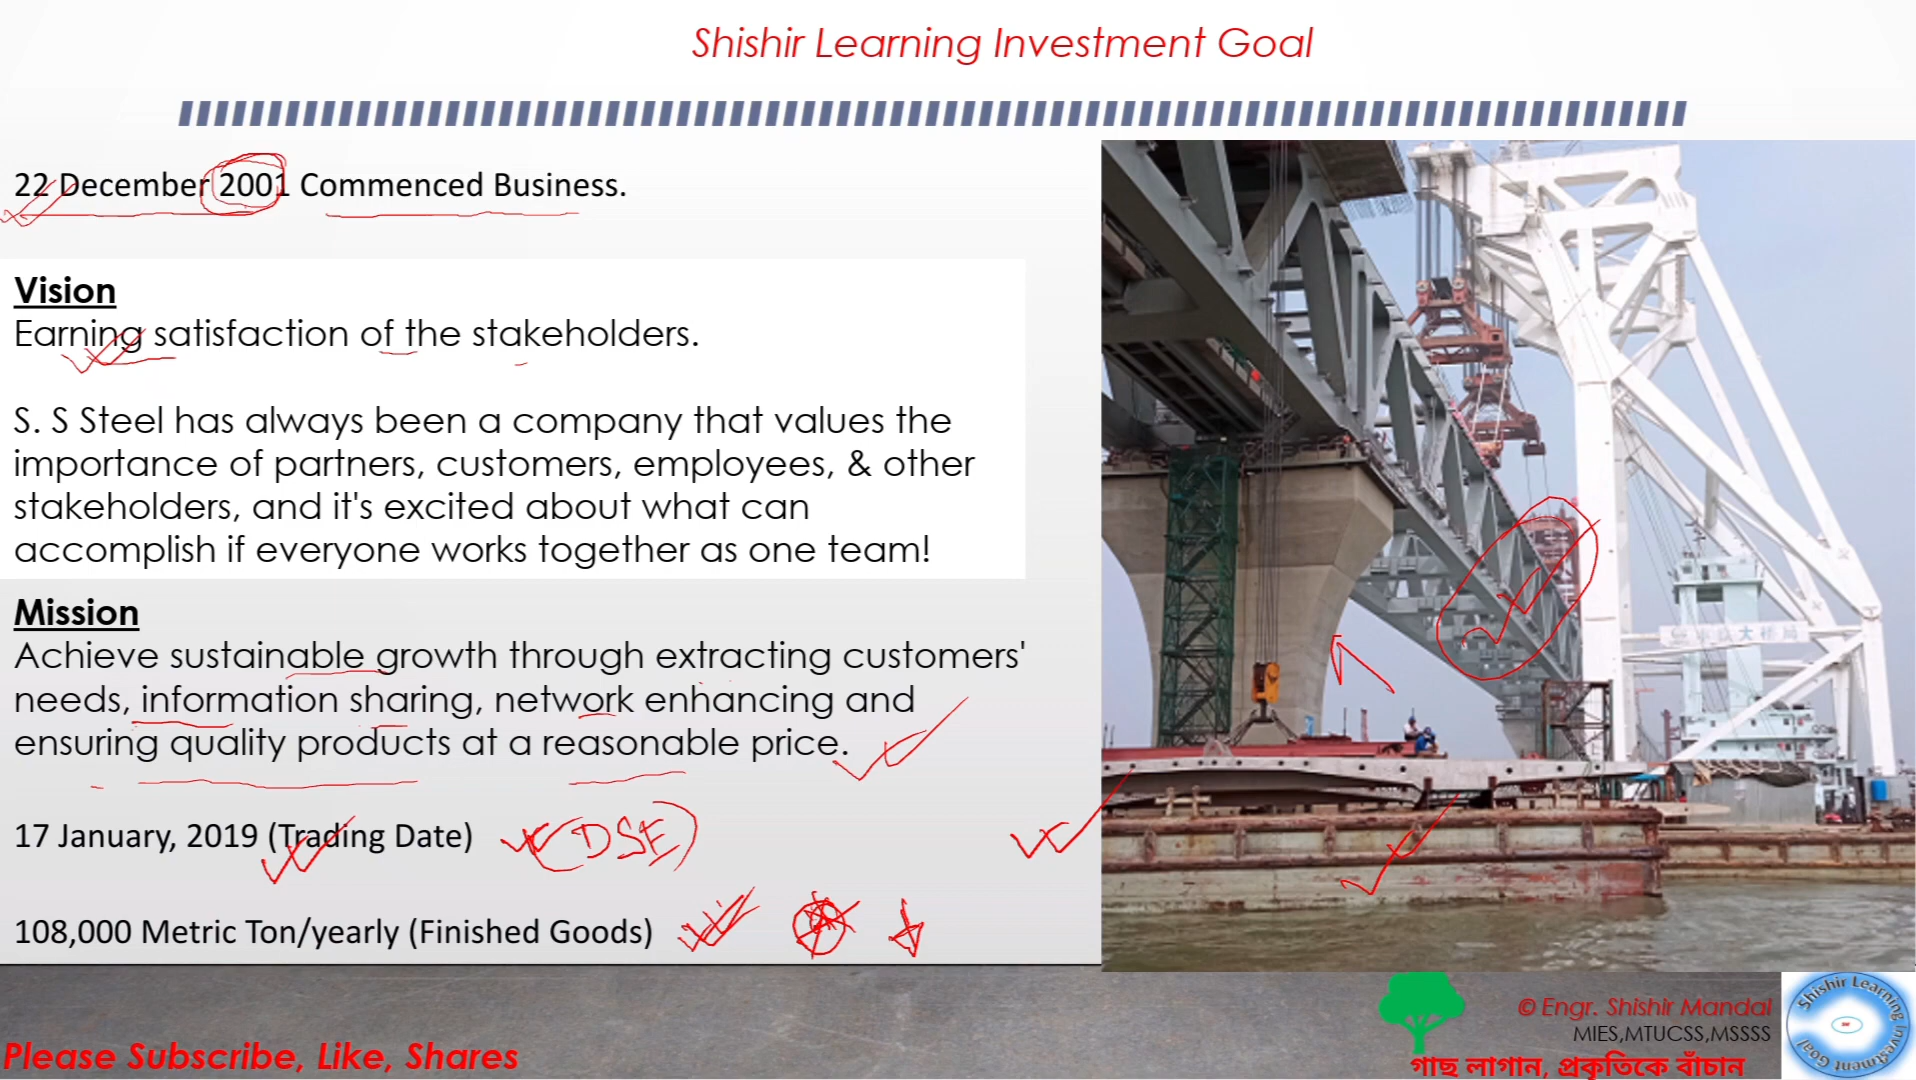 Shishir Learning Investment Goal
22 December 2001 Commenced Business.
Vision
Earning satisfaction of the stakeholders.
S. S Steel has always been a company that values the
importance of partners, customers, employees, & other
stakeholders, and it's excited about what can
accomplish if everyone works together as one team!
Mission
Achieve sustainable growth through extracting customers'
needs, information sharing, network enhancing and
ensuring quality products at a reasonable price.
17 January, 2019 (Trading Date) (DSE)
108,000 Metric Ton/yearly (Finished Goods)
© Engr. Shishir Mandal
MIES,MTUCSS,MSSSS
গাছ লাগান, প্রকৃতিকে বাঁচান
Please Subscribe, Like, Shares
Shishir Learning Investment Goal